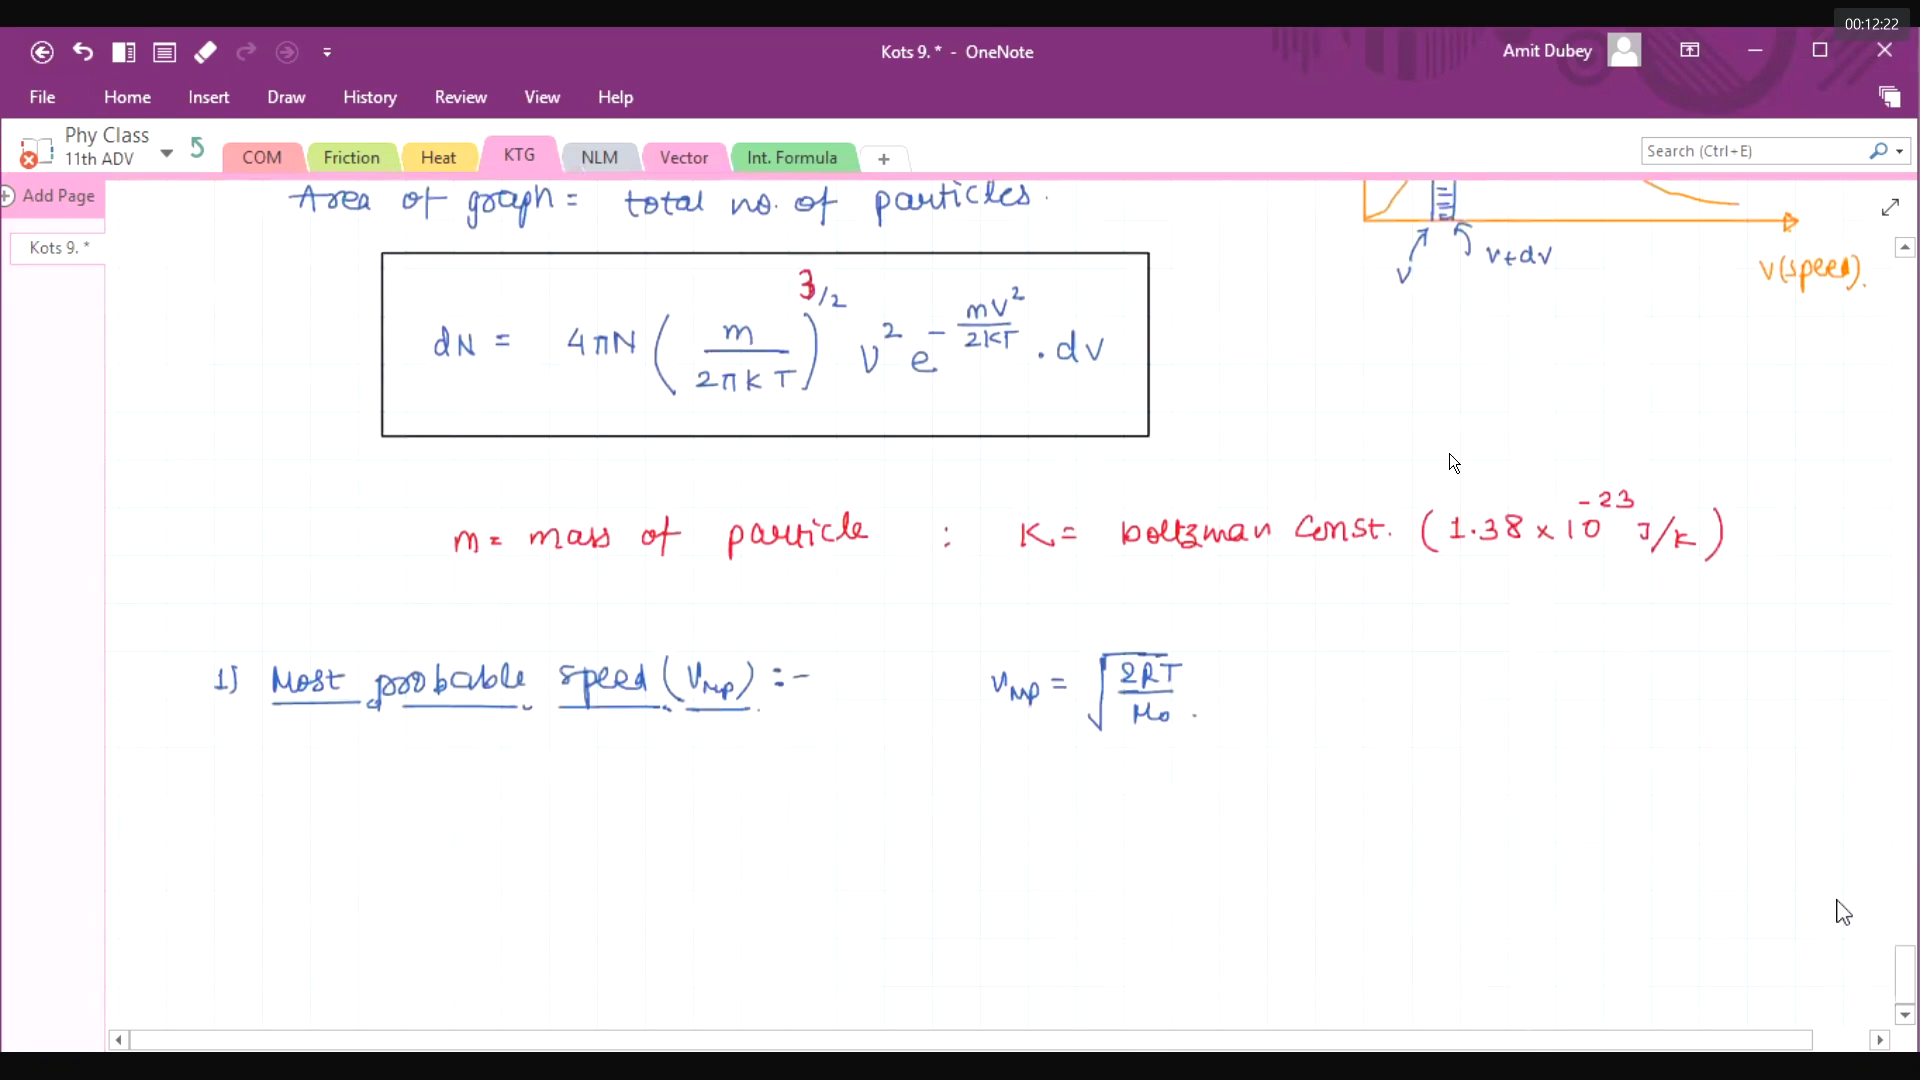 00:12:22
Kots 9.* - OneNote
Amit Dubey
File Home Insert Draw History Review View Help
Phy Class
11th ADV
COM Friction Heat KTG NLM Vector Int. Formula +
Search (Ctrl+E)
Add Page
Kots 9. *
Area of graph = total no. of particles.
v v+dv
v(speed).
dN = 4πN (m/2πkT)^3/2 v^2 e^-mv^2/2KT . dv
m = mass of particle : K = boltzman const. (1.38 x 10^-23 J/K)
1) Most probable speed (vmp) :- vmp = √2RT/Mo .